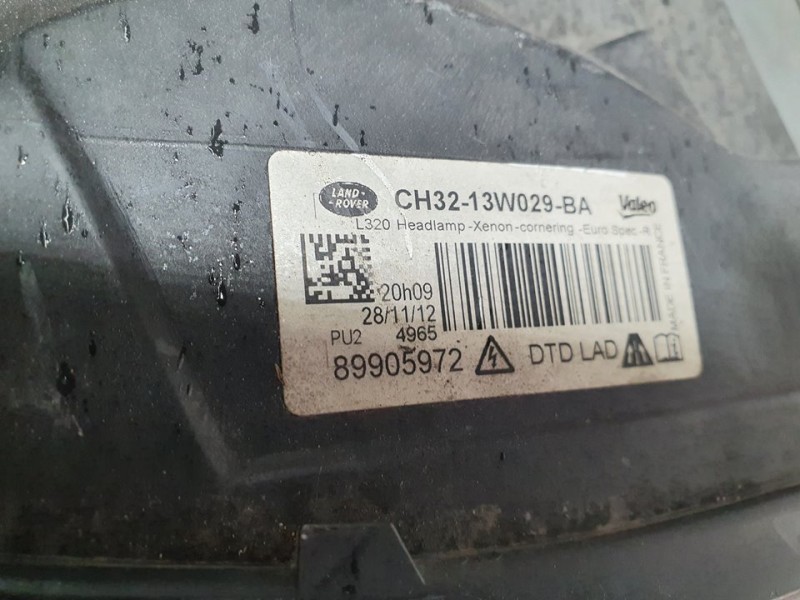 LAND-
-ROVER
CH32-13W029-BA
Valeo
L320 Headlamp-Xenon-cornering -Euro Spec -R
20h09
28/11/12
PU2 4965
89905972
DTD LAD
MADE IN FRANCE